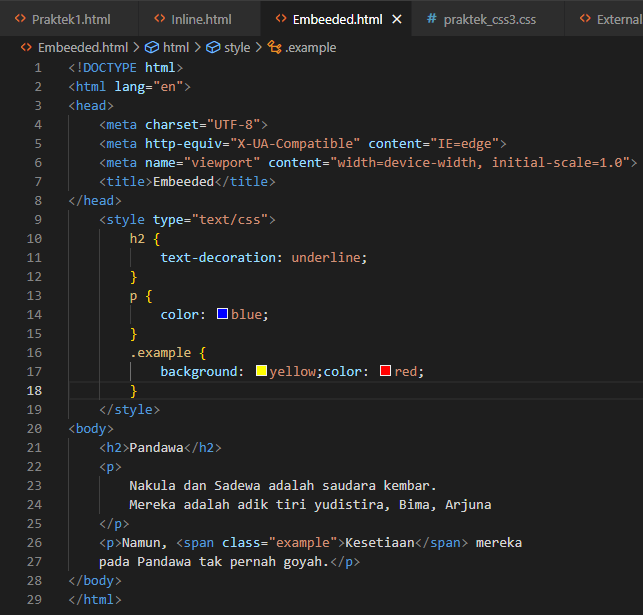 Praktek1.html Inline.html Embeeded.html praktek_css3.css External
Embeeded.html > html > style > .example
1 <!DOCTYPE html>
2 <html lang="en">
3 <head>
4 <meta charset="UTF-8">
5 <meta http-equiv="X-UA-Compatible" content="IE=edge">
6 <meta name="viewport" content="width=device-width, initial-scale=1.0">
7 <title>Embeeded</title>
8 </head>
9 <style type="text/css">
10 h2 {
11 text-decoration: underline;
12 }
13 p {
14 color: blue;
15 }
16 .example {
17 background: yellow;color: red;
18 }
19 </style>
20 <body>
21 <h2>Pandawa</h2>
22 <p>
23 Nakula dan Sadewa adalah saudara kembar.
24 Mereka adalah adik tiri yudistira, Bima, Arjuna
25 </p>
26 <p>Namun, <span class="example">Kesetiaan</span> mereka
27 pada Pandawa tak pernah goyah.</p>
28 </body>
29 </html>